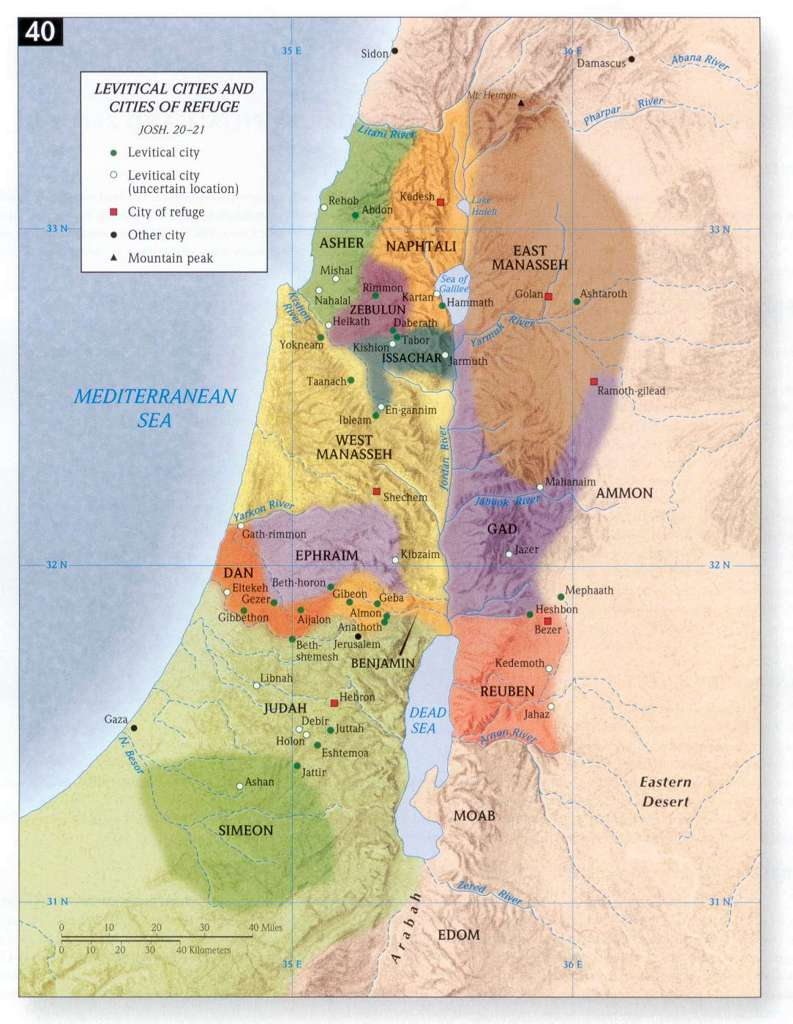 40
35 E
36 E
Sidon
Damascus
Abana River
LEVITICAL CITIES AND
CITIES OF REFUGE
JOSH. 20–21
Levitical city
Levitical city
(uncertain location)
City of refuge
Other city
Mountain peak
Mt. Hermon
Pharpar River
Litani River
Kedesh
Rehob
Abdon
Lake
Huleh
33 N
33 N
ASHER
NAPHTALI
EAST
MANASSEH
Mishal
Sea of
Galilee
Rimmon
Kartan
Hammath
Golan
Ashtaroth
Nahalal
ZEBULUN
Kishon
River
Helkath
Daberath
Tabor
Yarmuk River
Yokneam
Kishion
ISSACHAR
Jarmuth
Taanach
Ramoth-gilead
MEDITERRANEAN
SEA
En-gannim
Ibleam
WEST
MANASSEH
Jordan River
Mahanaim
Shechem
Jabbok River
AMMON
Yarkon River
Gath-rimmon
GAD
EPHRAIM
Kibzaim
Jazer
32 N
32 N
DAN
Eltekeh
Beth-horon
Gibeon
Geba
Mephaath
Gezer
Almon
Heshbon
Gibbethon
Aijalon
Anathoth
Bezer
Beth-
shemesh
Jerusalem
BENJAMIN
Kedemoth
Libnah
REUBEN
Hebron
JUDAH
DEAD
SEA
Jahaz
Gaza
Debir
Juttah
Holon
Eshtemoa
Arnon River
N. Besor
Jattir
Ashan
Eastern
Desert
SIMEON
MOAB
Zered River
31 N
31 N
0 10 20 30 40 Miles
0 10 20 30 40 Kilometers
Arabah
EDOM
35 E
36 E